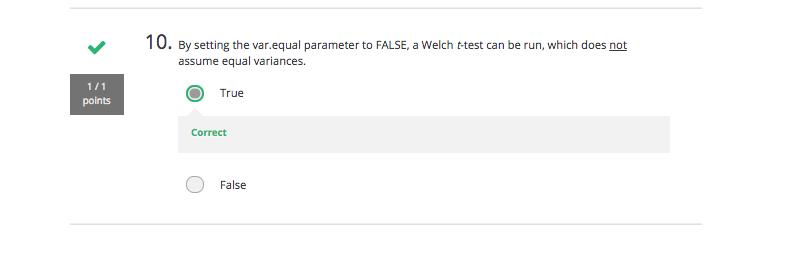 10. By setting the var.equal parameter to FALSE, a Welch t-test can be run, which does not
assume equal variances.
1 / 1
points
True
Correct
False